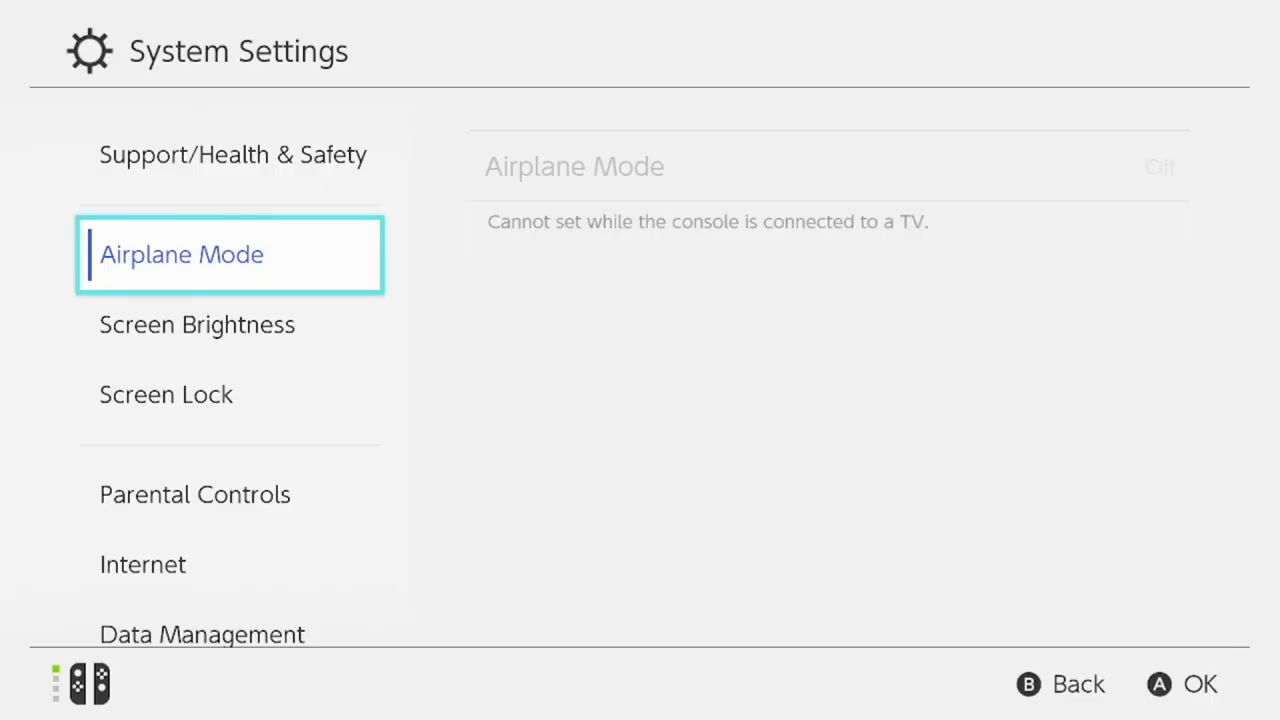 System Settings
Support/Health & Safety
Airplane Mode
Screen Brightness
Screen Lock
Parental Controls
Internet
Data Management
Airplane Mode Off
Cannot set while the console is connected to a TV.
B Back A OK